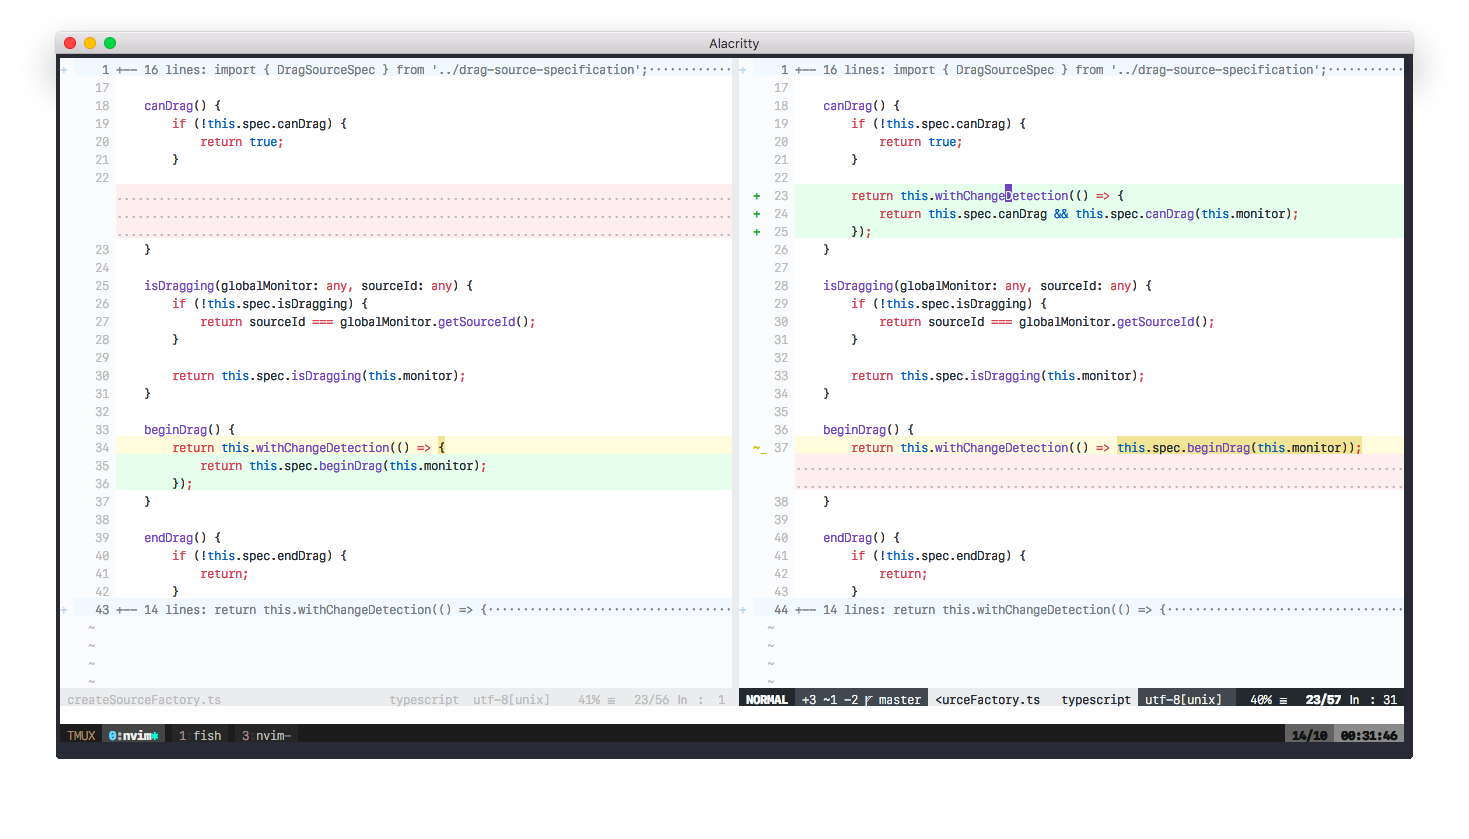 Alacritty
+ 1 +-- 16 lines: import { DragSourceSpec } from '../drag-source-specification';·············
17
18 canDrag() {
19 if (!this.spec.canDrag) {
20 return true;
21 }
22
23 }
24
25 isDragging(globalMonitor: any, sourceId: any) {
26 if (!this.spec.isDragging) {
27 return sourceId === globalMonitor.getSourceId();
28 }
29
30 return this.spec.isDragging(this.monitor);
31 }
32
33 beginDrag() {
34 return this.withChangeDetection(() => {
35 return this.spec.beginDrag(this.monitor);
36 });
37 }
38
39 endDrag() {
40 if (!this.spec.endDrag) {
41 return;
42 }
+ 43 +-- 14 lines: return this.withChangeDetection(() => {···································
~
~
~
~
createSourceFactory.ts typescript utf-8[unix] 41% ≡ 23/56 ln : 1
+ 1 +-- 16 lines: import { DragSourceSpec } from '../drag-source-specification';···········
17
18 canDrag() {
19 if (!this.spec.canDrag) {
20 return true;
21 }
22
+ 23 return this.withChangeDetection(() => {
+ 24 return this.spec.canDrag && this.spec.canDrag(this.monitor);
+ 25 });
26 }
27
28 isDragging(globalMonitor: any, sourceId: any) {
29 if (!this.spec.isDragging) {
30 return sourceId === globalMonitor.getSourceId();
31 }
32
33 return this.spec.isDragging(this.monitor);
34 }
35
36 beginDrag() {
~_ 37 return this.withChangeDetection(() => this.spec.beginDrag(this.monitor));
38 }
39
40 endDrag() {
41 if (!this.spec.endDrag) {
42 return;
43 }
+ 44 +-- 14 lines: return this.withChangeDetection(() => {··································
~
~
~
~
NORMAL +3 ~1 -2 master <urceFactory.ts typescript utf-8[unix] 40% ≡ 23/57 ln : 31
TMUX 0:nvim* 1:fish 3:nvim- 14/10 00:31:46